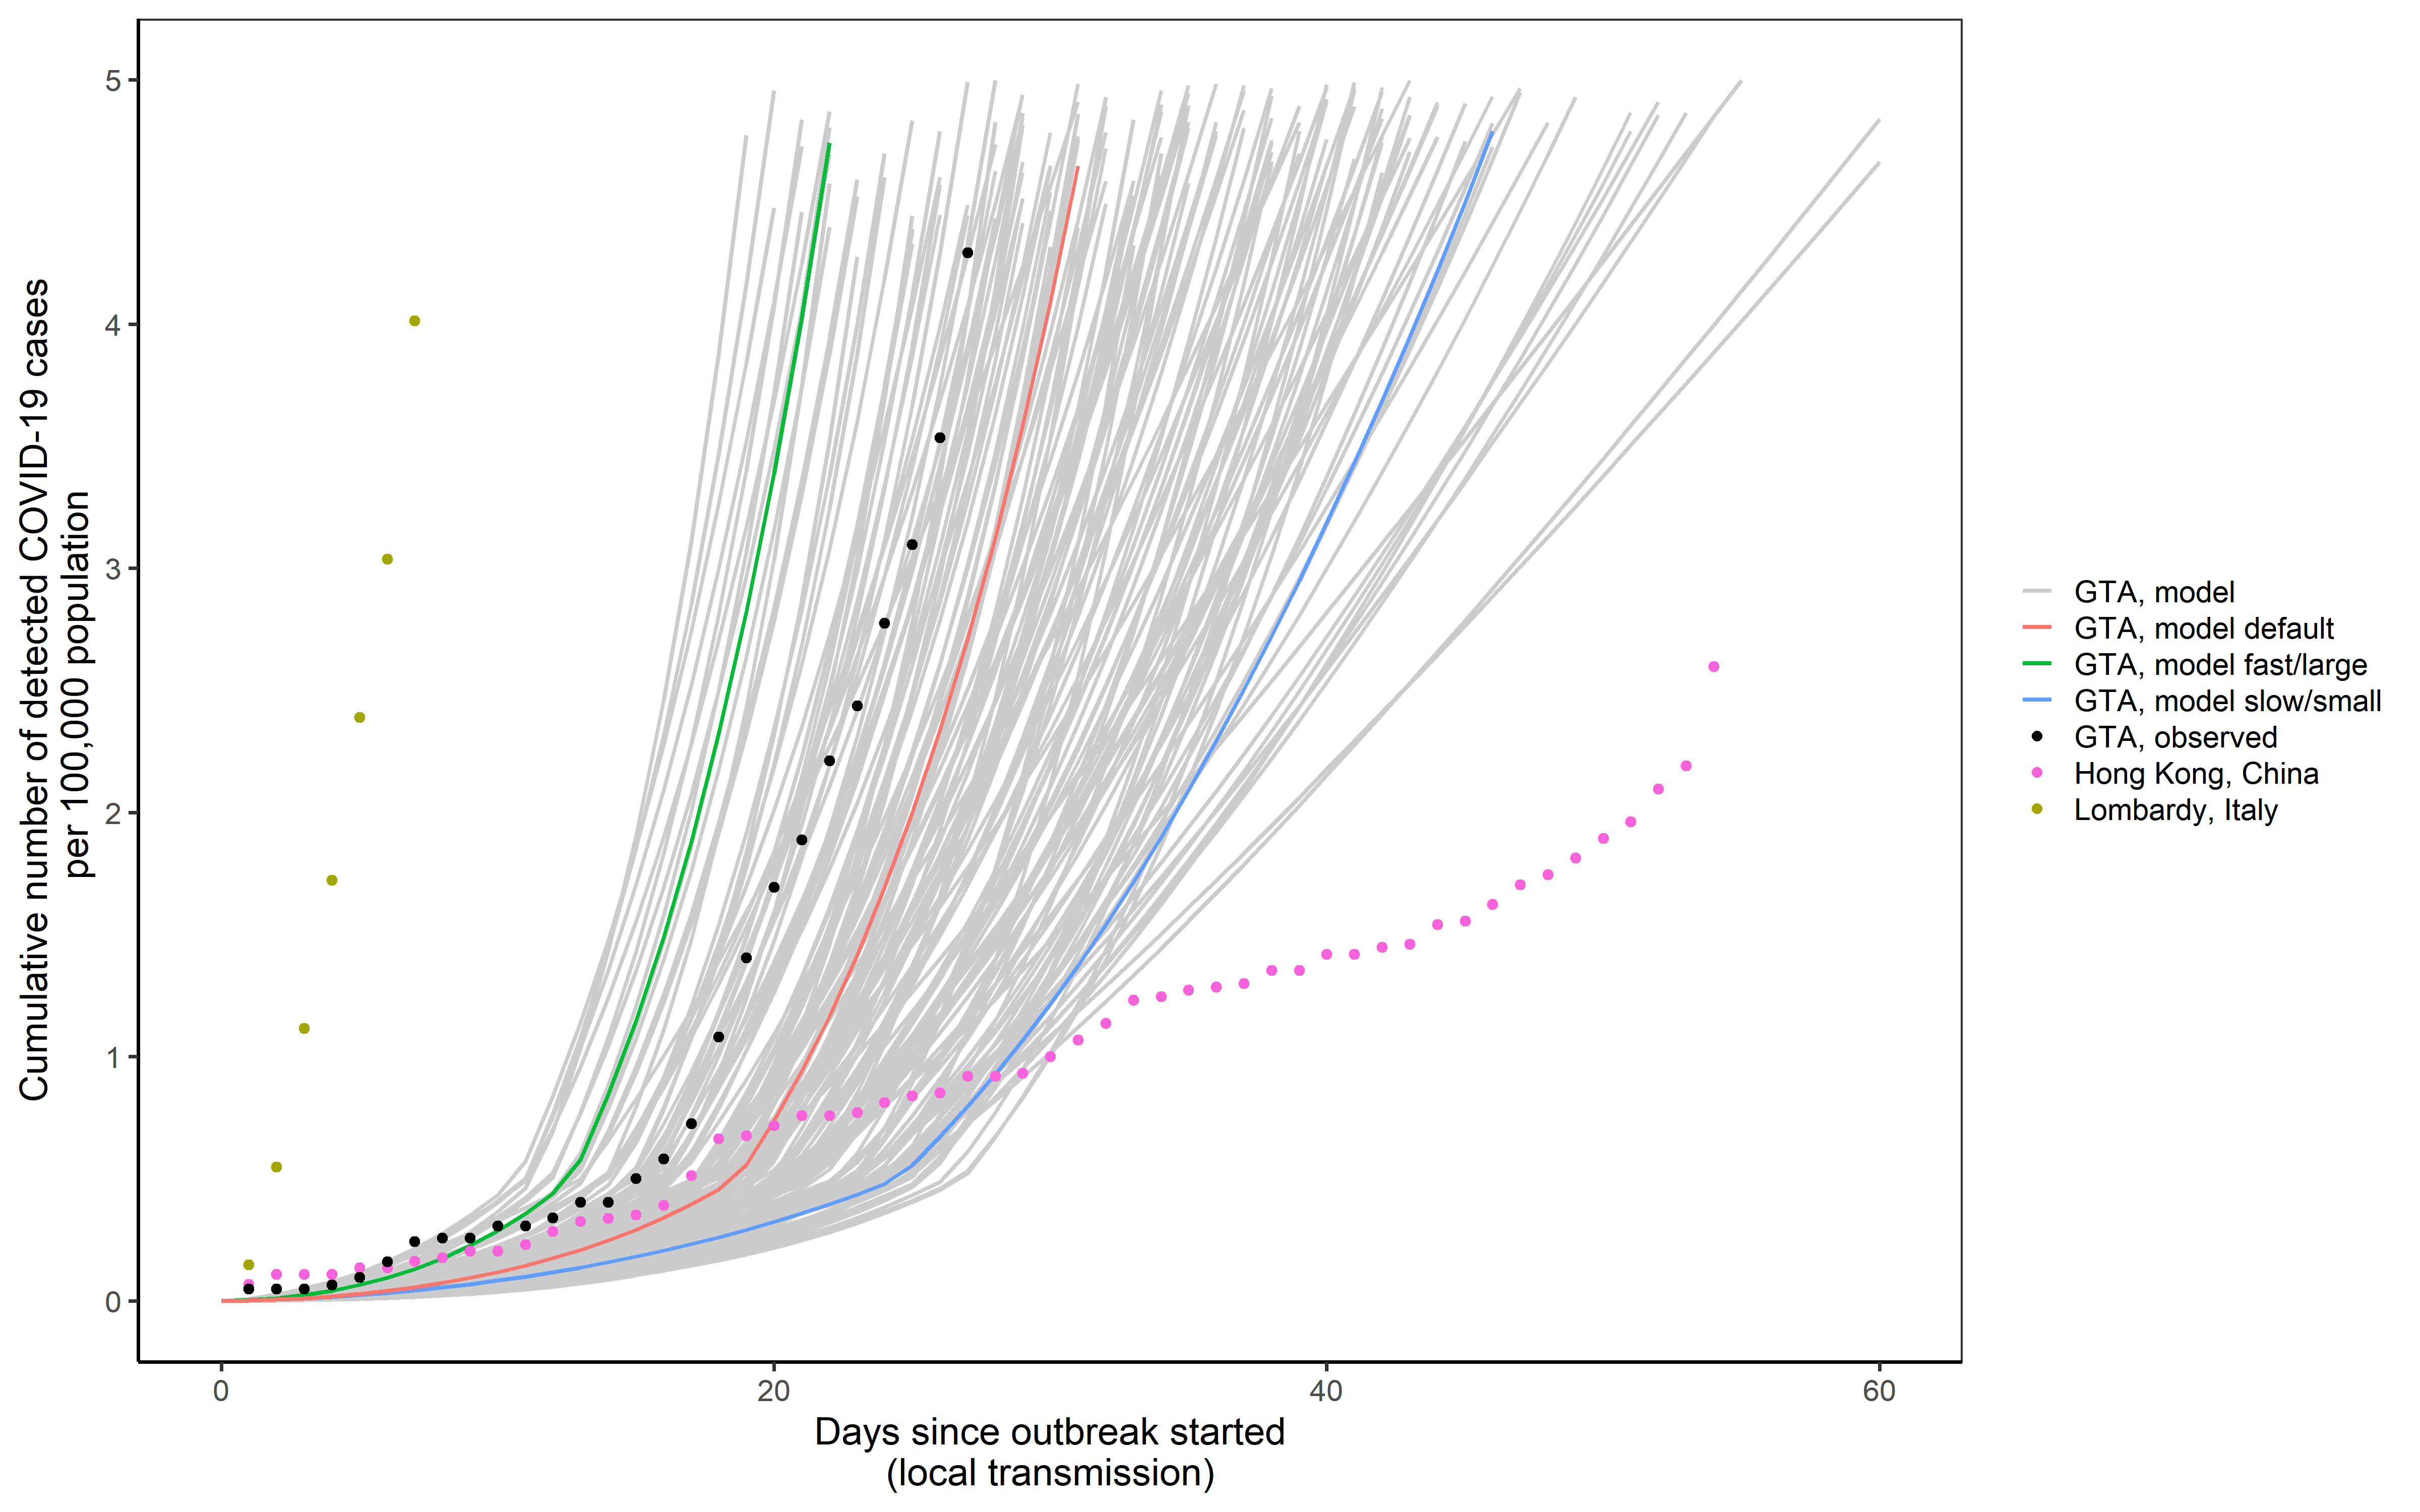 Cumulative number of detected COVID-19 cases
per 100,000 population
5
4
3
2
1
0
0
20
40
60
Days since outbreak started
(local transmission)
GTA, model
GTA, model default
GTA, model fast/large
GTA, model slow/small
GTA, observed
Hong Kong, China
Lombardy, Italy